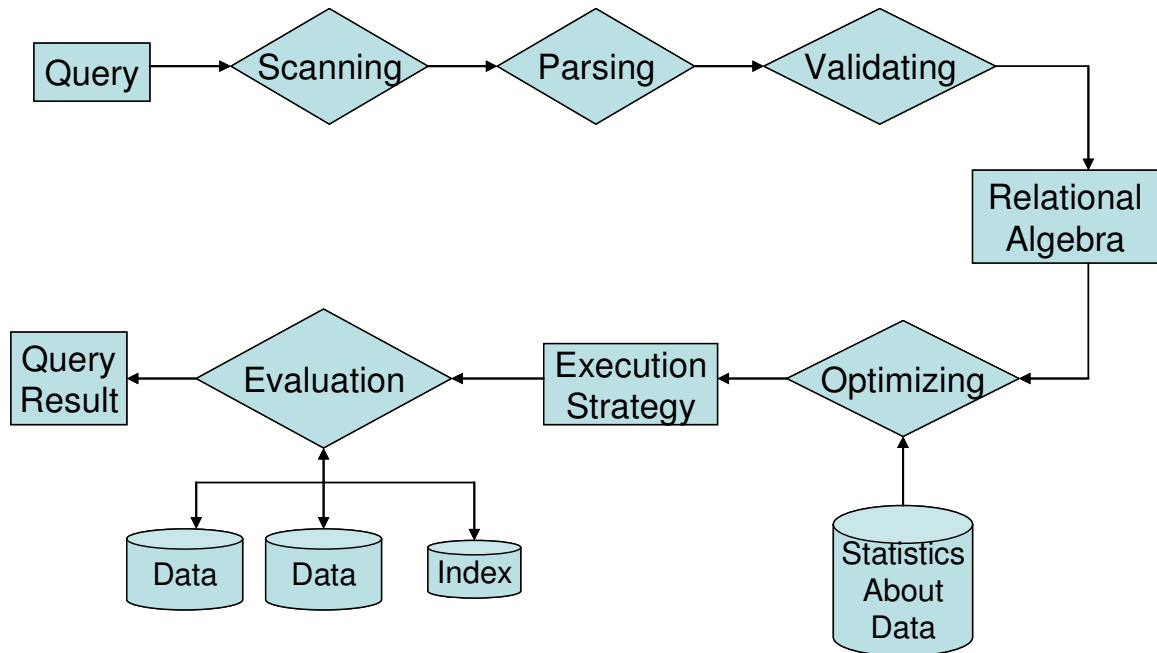 Query
Scanning
Parsing
Validating
Relational
Algebra
Optimizing
Execution
Strategy
Evaluation
Query
Result
Data
Data
Index
Statistics
About
Data